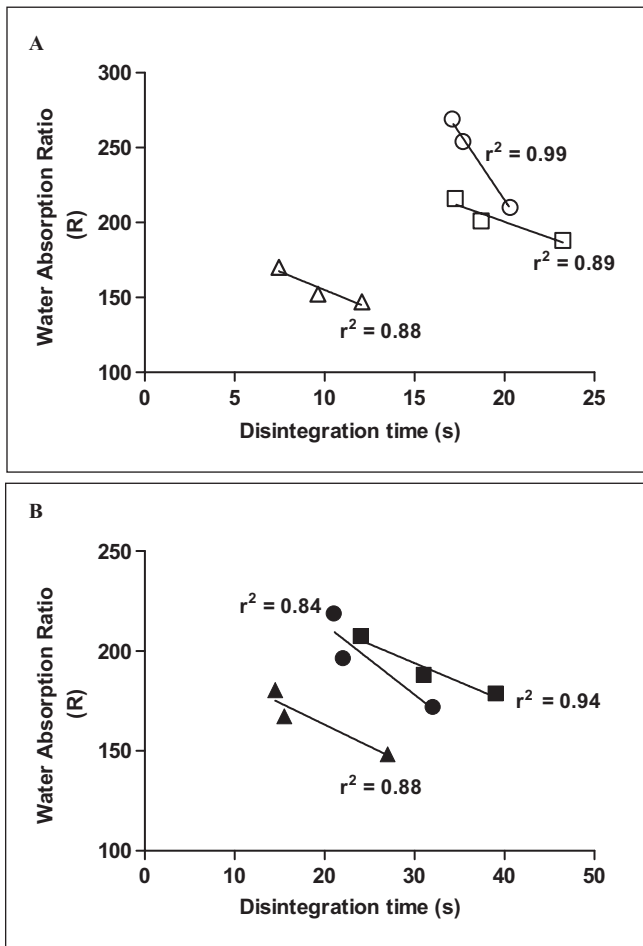 A
300
250
200
150
100
Water Absorption Ratio
(R)
r² = 0.99
r² = 0.89
r² = 0.88
0 5 10 15 20 25
Disintegration time (s)
B
250
200
150
100
Water Absorption Ratio
(R)
r² = 0.84
r² = 0.94
r² = 0.88
0 10 20 30 40 50
Disintegration time (s)